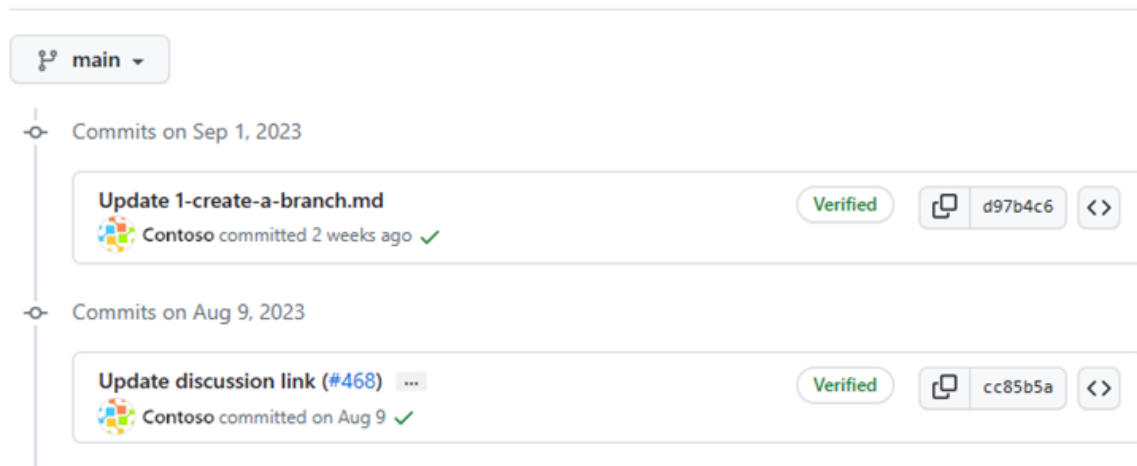 main
Commits on Sep 1, 2023
Update 1-create-a-branch.md
Verified
d97b4c6
Contoso committed 2 weeks ago
Commits on Aug 9, 2023
Update discussion link (#468) ...
Verified
cc85b5a
Contoso committed on Aug 9